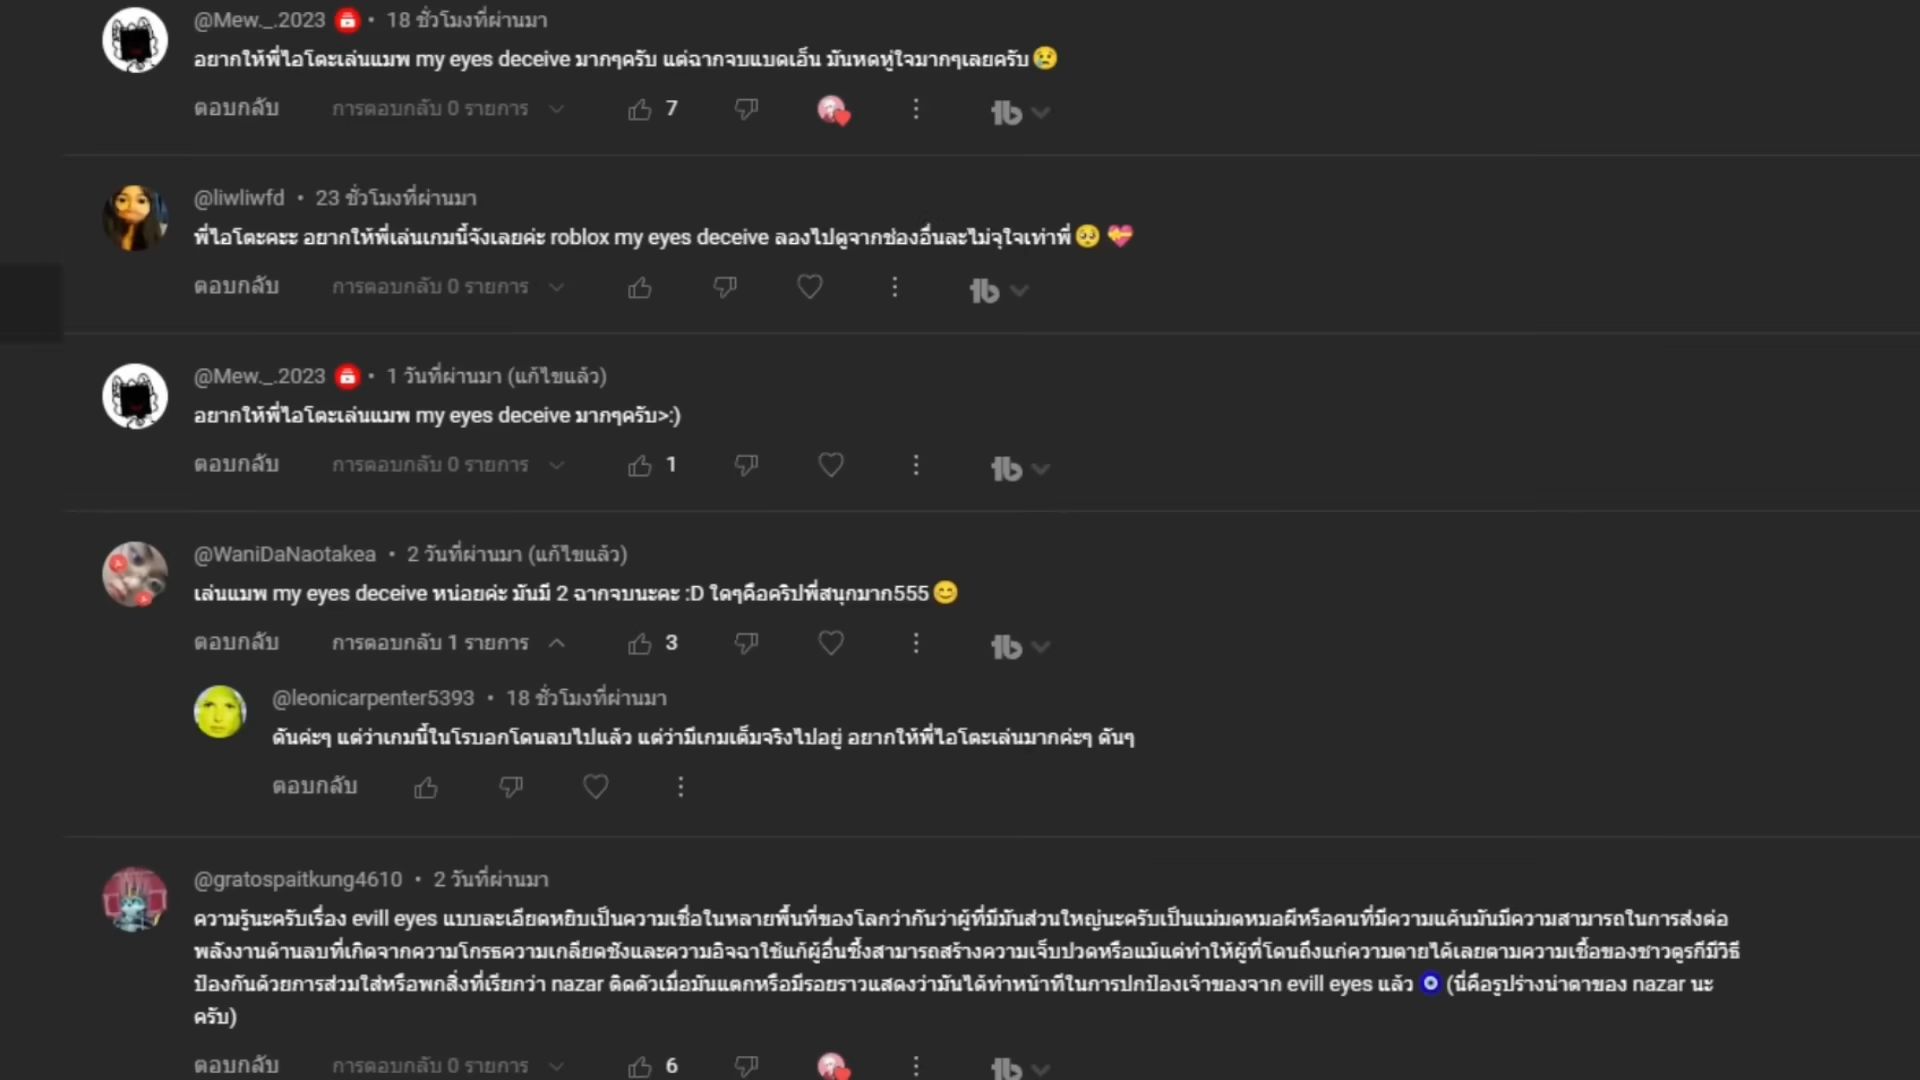 @Mew._.2023 • 18 ชั่วโมงที่ผ่านมา
อยากให้พี่ไอโตะเล่นแมพ my eyes deceive มากๆครับ แต่ฉากจบแบดเอ็น มันหดหู่ใจมากๆเลยครับ😢
ตอบกลับ การตอบกลับ 0 รายการ 7
@liwliwfd • 23 ชั่วโมงที่ผ่านมา
พี่ไอโตะคะะ อยากให้พี่เล่นเกมนี้จังเลยค่ะ roblox my eyes deceive ลองไปดูจากช่องอื่นละไม่จุใจเท่าพี่🥺 💝
ตอบกลับ การตอบกลับ 0 รายการ
@Mew._.2023 • 1 วันที่ผ่านมา (แก้ไขแล้ว)
อยากให้พี่ไอโตะเล่นแมพ my eyes deceive มากๆครับ>:)
ตอบกลับ การตอบกลับ 0 รายการ 1
@WaniDaNaotakea • 2 วันที่ผ่านมา (แก้ไขแล้ว)
เล่นแมพ my eyes deceive หน่อยค่ะ มันมี 2 ฉากจบนะคะ :D ใดๆคือคริปพี่สนุกมาก555😊
ตอบกลับ การตอบกลับ 1 รายการ 3
@leonicarpenter5393 • 18 ชั่วโมงที่ผ่านมา
ดันค่ะๆ แต่ว่าเกมนี้ในโรบอกโดนลบไปแล้ว แต่ว่ามีเกมเต็มจริงไปอยู่ อยากให้พี่ไอโตะเล่นมากค่ะๆ ดันๆ
ตอบกลับ
@gratospaitkung4610 • 2 วันที่ผ่านมา
ความรู้นะครับเรื่อง evill eyes แบบละเอียดหยิบเป็นความเชื่อในหลายพื้นที่ของโลกว่ากันว่าผู้ที่มีมันส่วนใหญ่นะครับเป็นแม่มดหมอผีหรือคนที่มีความแค้นมันมีความสามารถในการส่งต่อ
พลังงานด้านลบที่เกิดจากความโกรธความเกลียดชังและความอิจฉาใช้แก้ผู้อื่นซึ้งสามารถสร้างความเจ็บปวดหรือแม้แต่ทำให้ผู้ที่โดนถึงแก่ความตายได้เลยตามความเชื้อของชาวตูรกีมีวิธี
ป้องกันด้วยการส่วมใส่หรือพกสิ่งที่เรียกว่า nazar ติดตัวเมื่อมันแตกหรือมีรอยราวแสดงว่ามันได้ทำหน้าที่ในการปกป้องเจ้าของจาก evill eyes แล้ว 🧿 (นี่คือรูปร่างน่าตาของ nazar นะ
ครับ)
ตอบกลับ การตอบกลับ 0 รายการ 6